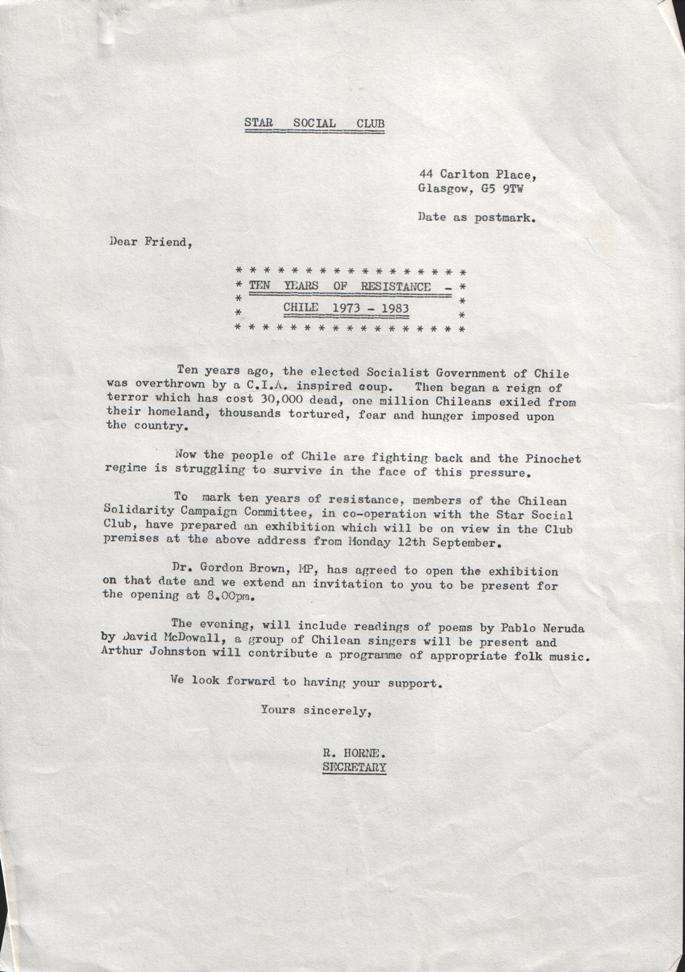 STAR SOCIAL CLUB
44 Carlton Place,
Glasgow, G5 9TW
Date as postmark.
Dear Friend,
* * * * * * * * * * * * * * * *
* TEN YEARS OF RESISTANCE - *
* CHILE 1973 - 1983 *
* * * * * * * * * * * * * * * *
Ten years ago, the elected Socialist Government of Chile
was overthrown by a C.I.A. inspired coup. Then began a reign of
terror which has cost 30,000 dead, one million Chileans exiled from
their homeland, thousands tortured, fear and hunger imposed upon
the country.
Now the people of Chile are fighting back and the Pinochet
regime is struggling to survive in the face of this pressure.
To mark ten years of resistance, members of the Chilean
Solidarity Campaign Committee, in co-operation with the Star Social
Club, have prepared an exhibition which will be on view in the Club
premises at the above address from Monday 12th September.
Dr. Gordon Brown, MP, has agreed to open the exhibition
on that date and we extend an invitation to you to be present for
the opening at 8.00pm.
The evening, will include readings of poems by Pablo Neruda
by David McDowall, a group of Chilean singers will be present and
Arthur Johnston will contribute a programme of appropriate folk music.
We look forward to having your support.
Yours sincerely,
R. HORNE.
SECRETARY